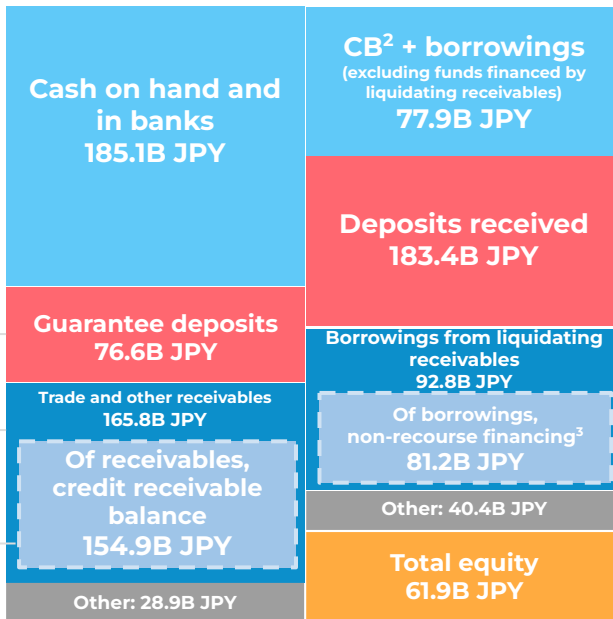 Cash on hand and
in banks
185.1B JPY
Guarantee deposits
76.6B JPY
Trade and other receivables
165.8B JPY
Of receivables,
credit receivable
balance
154.9B JPY
Other: 28.9B JPY
CB² + borrowings
(excluding funds financed by
liquidating receivables)
77.9B JPY
Deposits received
183.4B JPY
Borrowings from liquidating
receivables
92.8B JPY
Of borrowings,
non-recourse financing³
81.2B JPY
Other: 40.4B JPY
Total equity
61.9B JPY